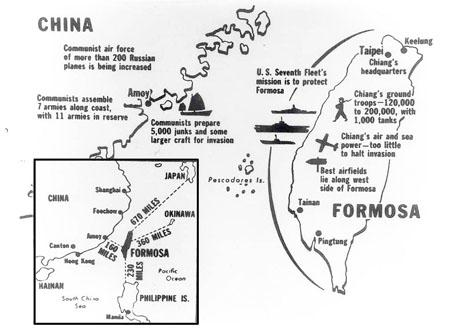 CHINA
Communist air force
of more than 200 Russian
planes is being increased
Communists assemble
7 armies along coast,
with 11 armies in reserve
Amoy
Communists prepare
5,000 junks and some
larger craft for invasion
U.S. Seventh Fleet's
mission is to protect
Formosa
Pescadores Is.
Taipei
Keelung
Chiang's
headquarters
Chiang's ground
troops—120,000
to 200,000, with
1,000 tanks
Chiang's air and sea
power—too little
to halt invasion
Best airfields
lie along west
side of Formosa
Tainan
FORMOSA
Pingtung
JAPAN
CHINA
Shanghai
670 MILES
OKINAWA
Foochow
360 MILES
Amoy
Canton
160
MILES
FORMOSA
Hong Kong
230
MILES
Pacific
Ocean
HAINAN
South China
Sea
PHILIPPINE IS.
Manila